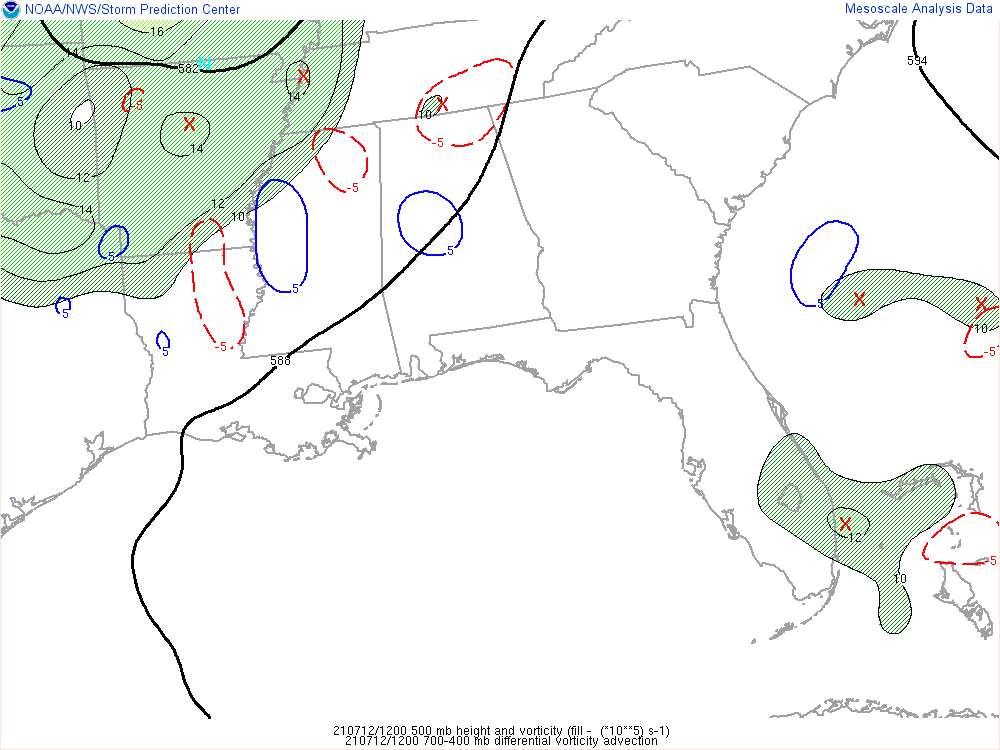 NOAA/NWS/Storm Prediction Center
Mesoscale Analysis Data
16
14
582
N
594
5
-5
X
X
14
10
X
10
14
-5
12
-5
14
12
10
5
5
5
5
5
X
X
10
-5
5
-5
5
588
X
12
-5
10
210712/1200 500 mb height and vorticity (fill - (*10**5) s-1)
210712/1200 700-400 mb differential vorticity advection